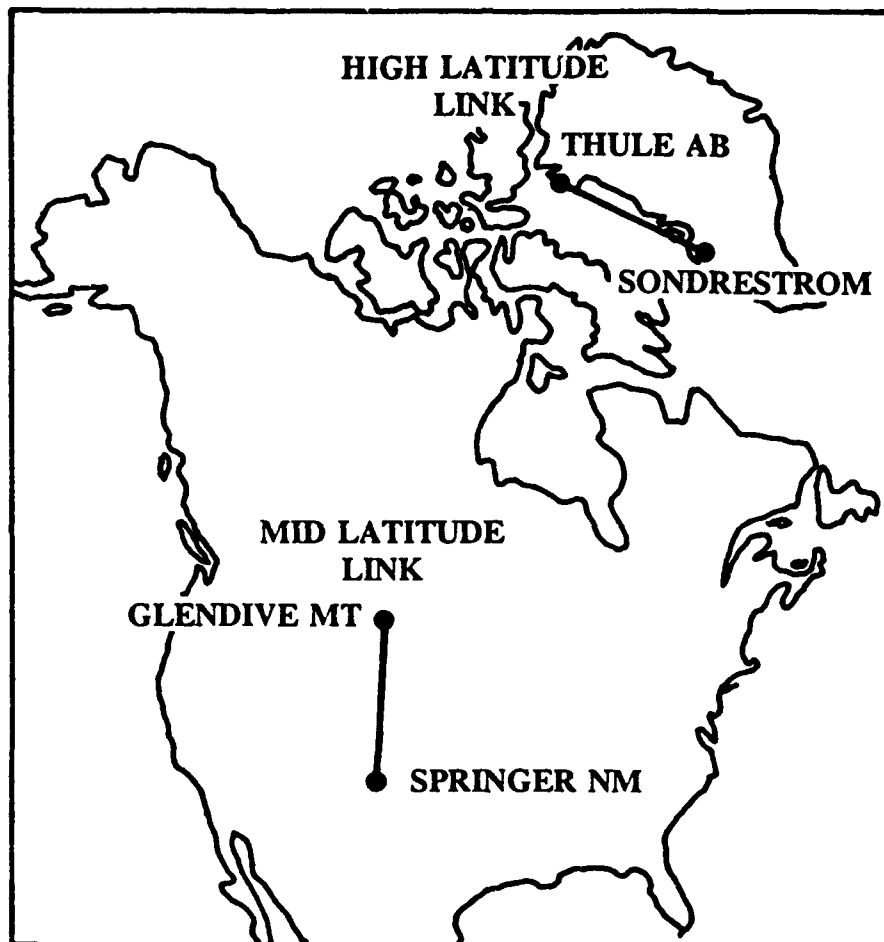 HIGH LATITUDE
LINK
THULE AB
SONDRESTROM
MID LATITUDE
LINK
GLENDIVE MT
SPRINGER NM